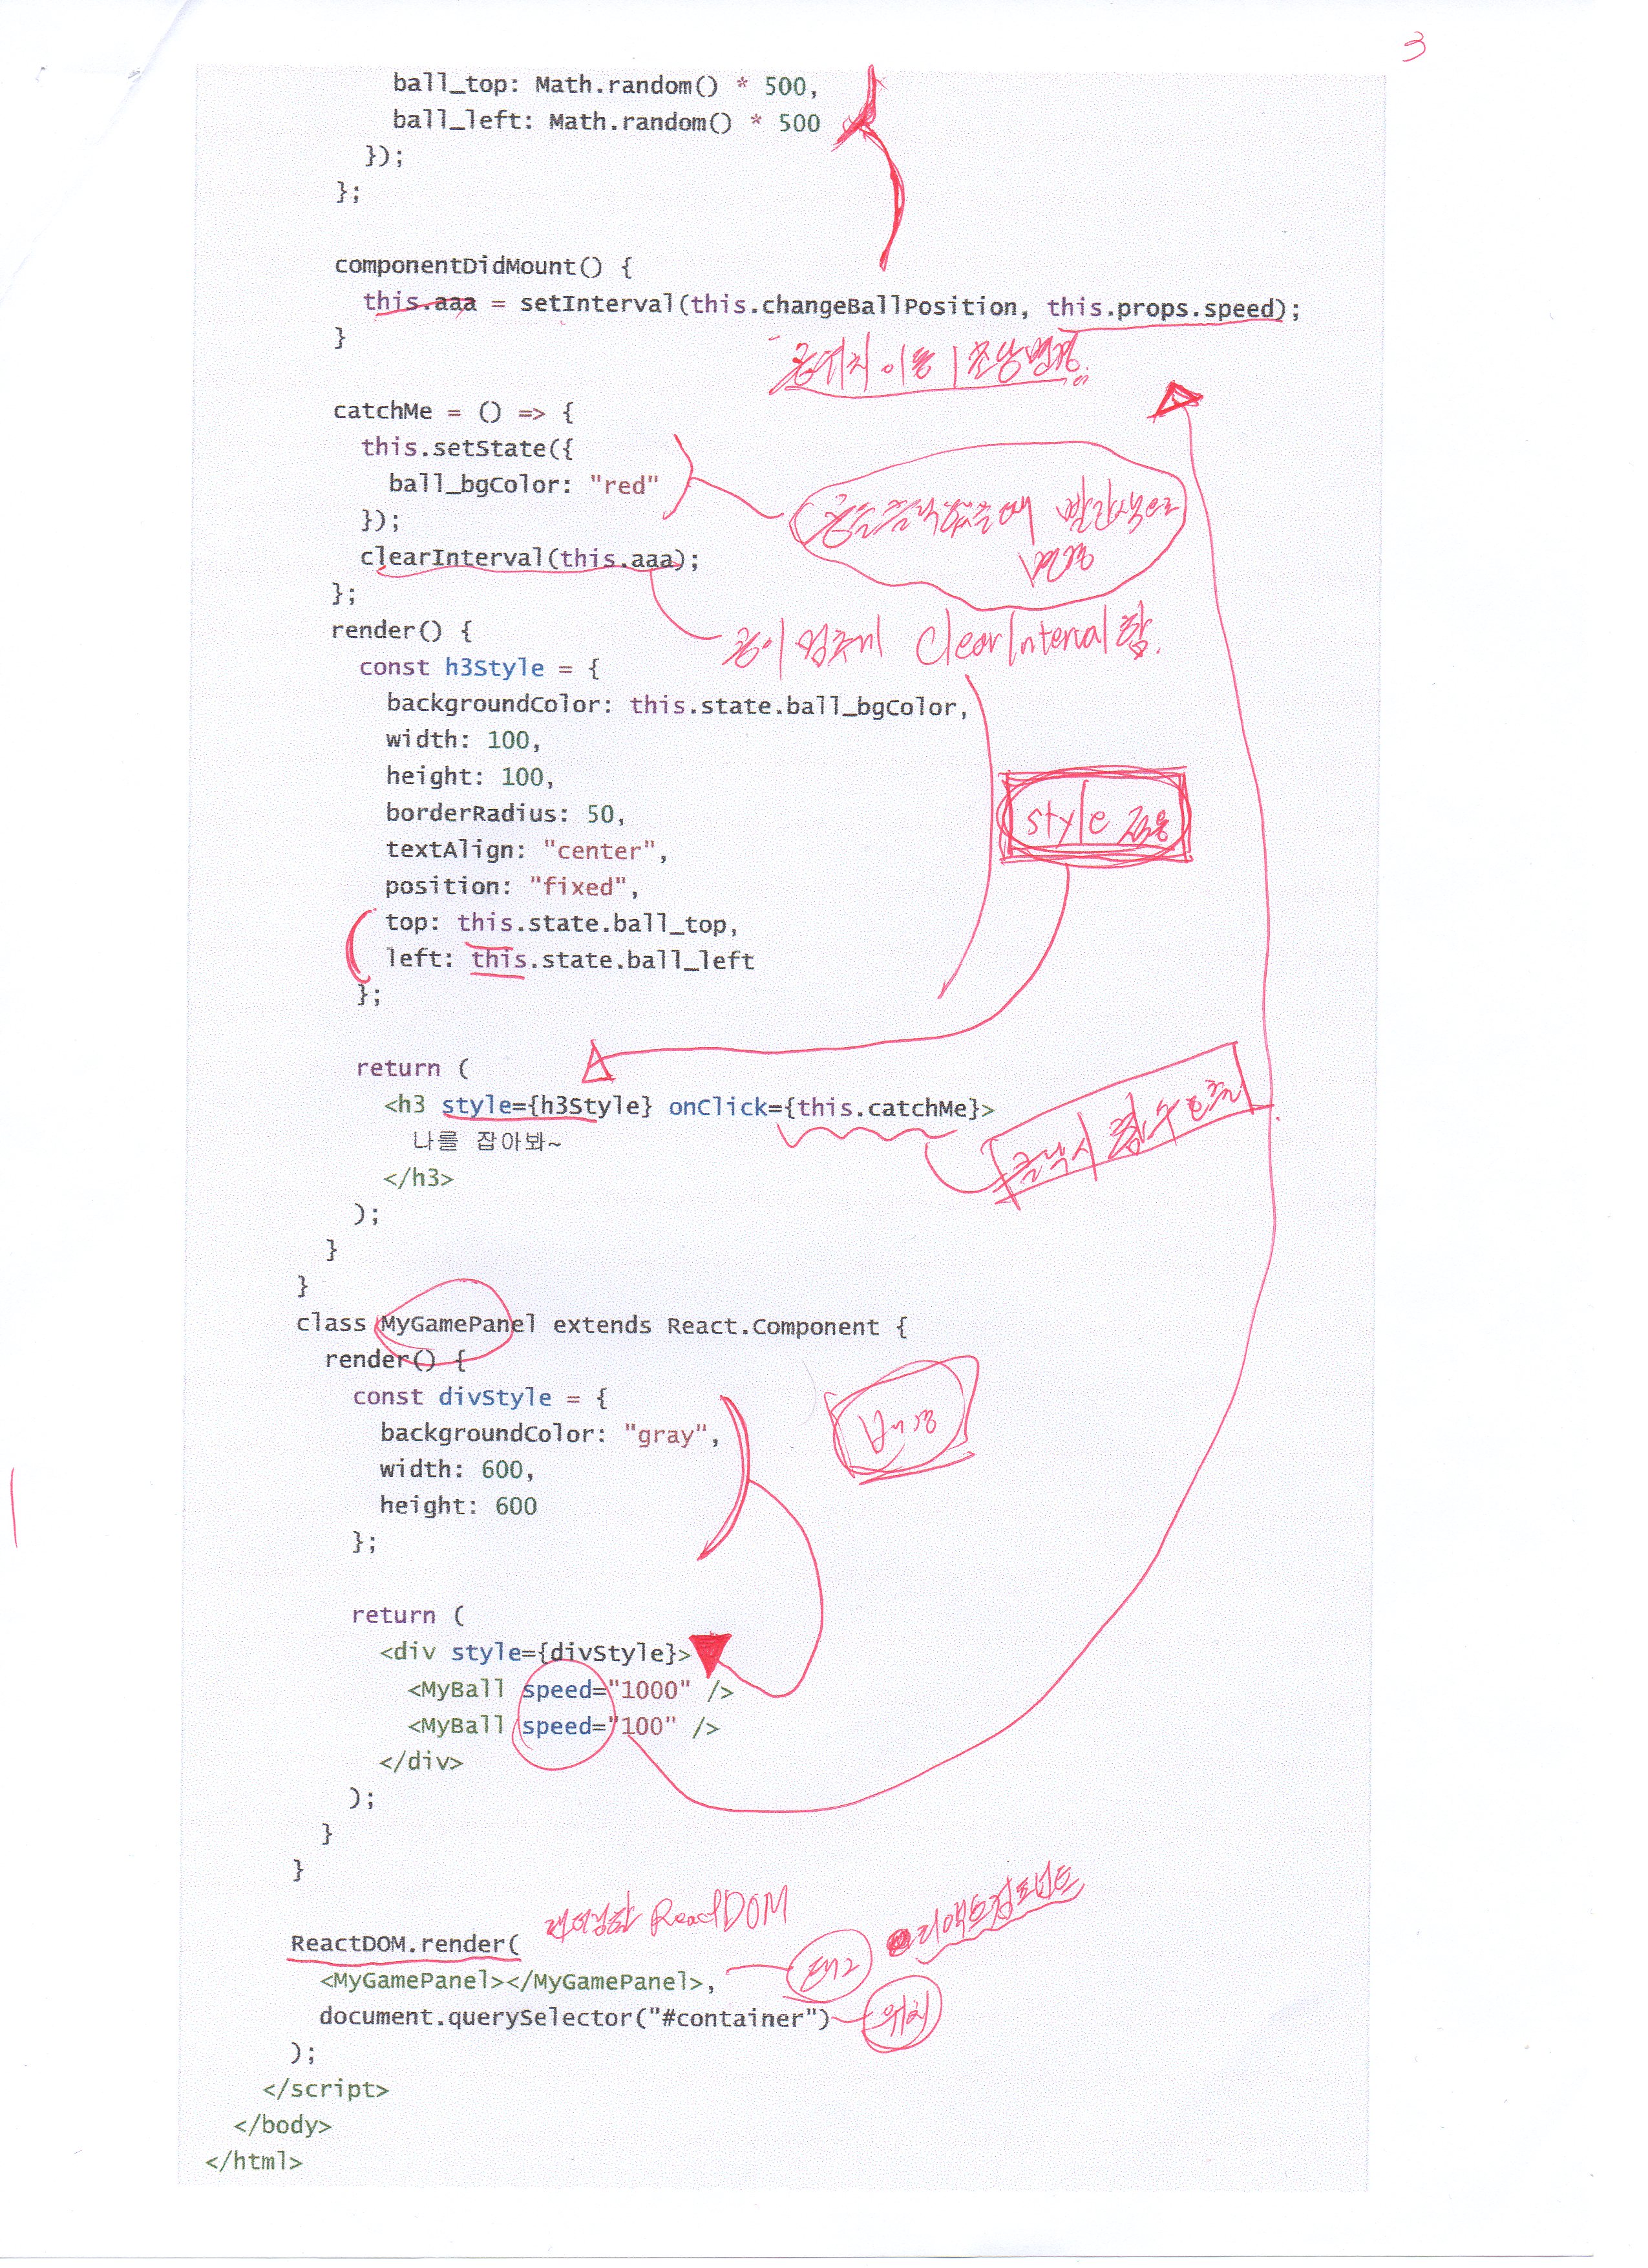 3
ball_top: Math.random() * 500,
ball_left: Math.random() * 500
});
};
componentDidMount() {
this.aaa = setInterval(this.changeBallPosition, this.props.speed);
}
공위치 이동 1초당 변경
catchMe = () => {
this.setState({
ball_bgColor: "red"
});
공을 클릭했을때 빨간색으로
변경
clearInterval(this.aaa);
};
공이 멈추게 ClearInterval 함.
render() {
const h3Style = {
backgroundColor: this.state.ball_bgColor,
width: 100,
height: 100,
borderRadius: 50,
style 적용
textAlign: "center",
position: "fixed",
top: this.state.ball_top,
left: this.state.ball_left
};
return (
<h3 style={h3Style} onClick={this.catchMe}>
나를 잡아봐~
클릭시 함수 호출
</h3>
);
}
}
class MyGamePanel extends React.Component {
render() {
const divStyle = {
backgroundColor: "gray",
width: 600,
height: 600
};
return (
<div style={divStyle}>
<MyBall speed="1000" />
<MyBall speed="100" />
</div>
);
}
}
ReactDOM
리액트컴포넌트
ReactDOM.render(
<MyGamePanel></MyGamePanel>,
태그
document.querySelector("#container")
위치
);
</script>
</body>
</html>